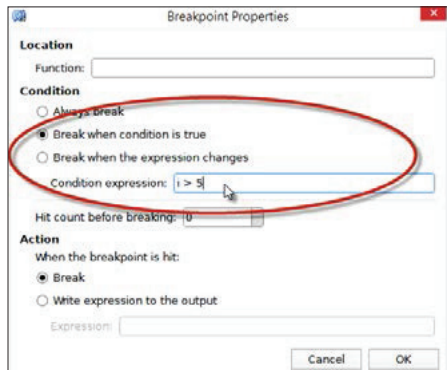 Breakpoint Properties
Location
Function:
Condition
Always Break
Break when condition is true
Break when the expression changes
Condition expression: i > 5
Hit count before breaking: 0
Action
When the breakpoint is hit:
Break
Write expression to the output
Expression:
Cancel OK